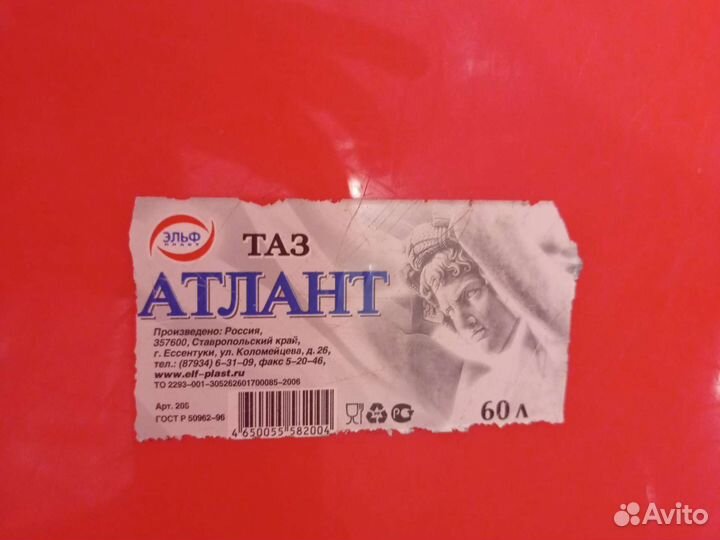 ЭЛЬФ
ПЛАСТ
ТАЗ
АТЛАНТ
Произведено: Россия,
357600, Ставропольский край,
г. Ессентуки, ул. Коломейцева, д. 26,
тел.: (87934) 6-31-09, факс 5-20-46,
www.elf-plast.ru
ТО 2293-001-305262601700085-2006
Арт. 206
ГОСТ Р 50962-96
4 650055 582004
РС
60 л
Avito